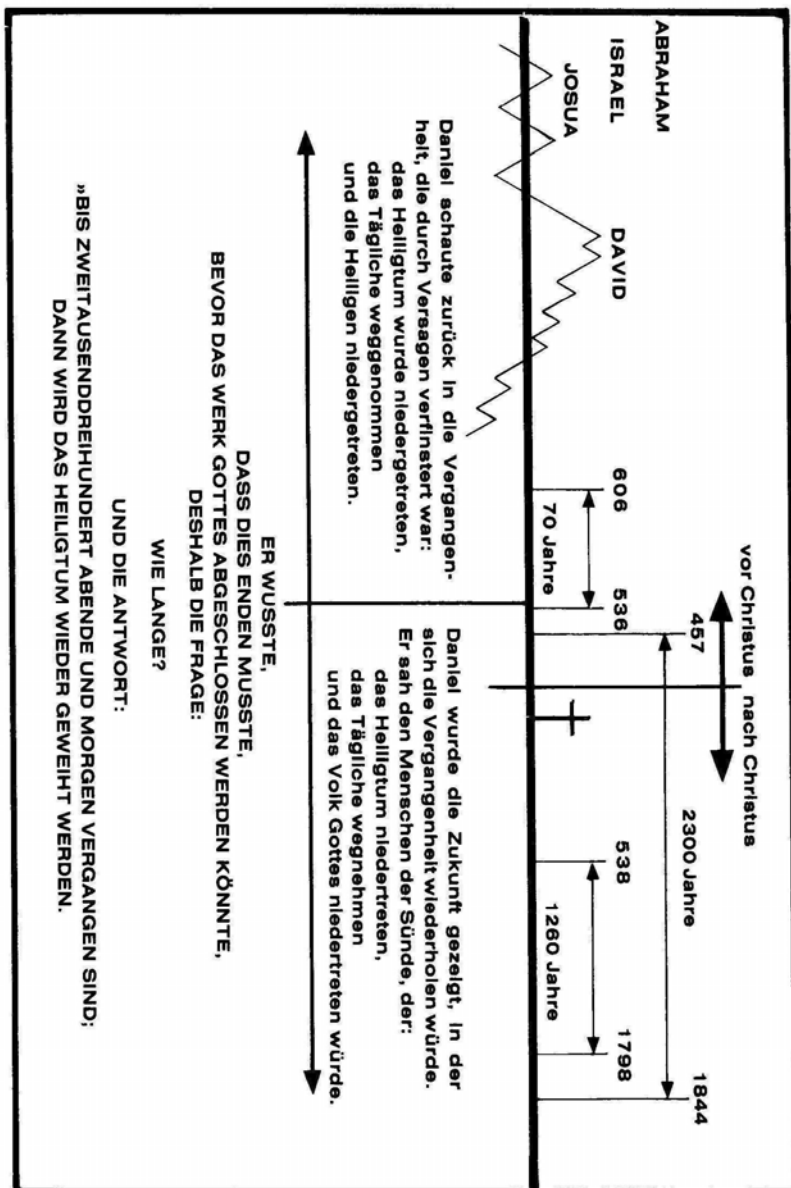 vor Christus nach Christus
ABRAHAM
ISRAEL
JOSUA
DAVID
606
536
457
538
1798
1844
70 Jahre
2300 Jahre
1260 Jahre
Daniel schaute zurück in die Vergangen-
heit, die durch Versagen verfinstert war:
das Heiligtum wurde niedergetreten,
das Tägliche weggenommen
und die Heiligen niedergetreten.
Daniel wurde die Zukunft gezeigt, in der
sich die Vergangenheit wiederholen würde.
Er sah den Menschen der Sünde, der:
das Heiligtum niedertreten,
das Tägliche wegnehmen
und das Volk Gottes niedertreten würde.
ER WUSSTE,
DASS DIES ENDEN MUSSTE,
BEVOR DAS WERK GOTTES ABGESCHLOSSEN WERDEN KÖNNTE,
DESHALB DIE FRAGE:
WIE LANGE?
UND DIE ANTWORT:
»BIS ZWEITAUSENDDREIHUNDERT ABENDE UND MORGEN VERGANGEN SIND;
DANN WIRD DAS HEILIGTUM WIEDER GEWEIHT WERDEN.